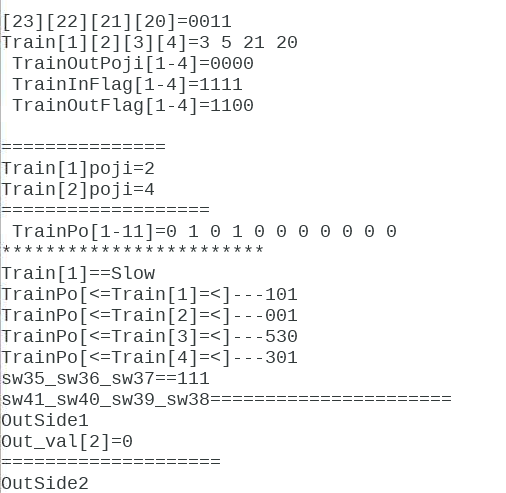 [23][22][21][20]=0011
Train[1][2][3][4]=3 5 21 20
TrainOutPoji[1-4]=0000
TrainInFlag[1-4]=1111
TrainOutFlag[1-4]=1100
===============
Train[1]poji=2
Train[2]poji=4
===================
TrainPo[1-11]=0 1 0 1 0 0 0 0 0 0 0
************************
Train[1]==Slow
TrainPo[<=Train[1]=<]---101
TrainPo[<=Train[2]=<]---001
TrainPo[<=Train[3]=<]---530
TrainPo[<=Train[4]=<]---301
sw35_sw36_sw37==111
sw41_sw40_sw39_sw38======================
OutSide1
Out_val[2]=0
====================
OutSide2